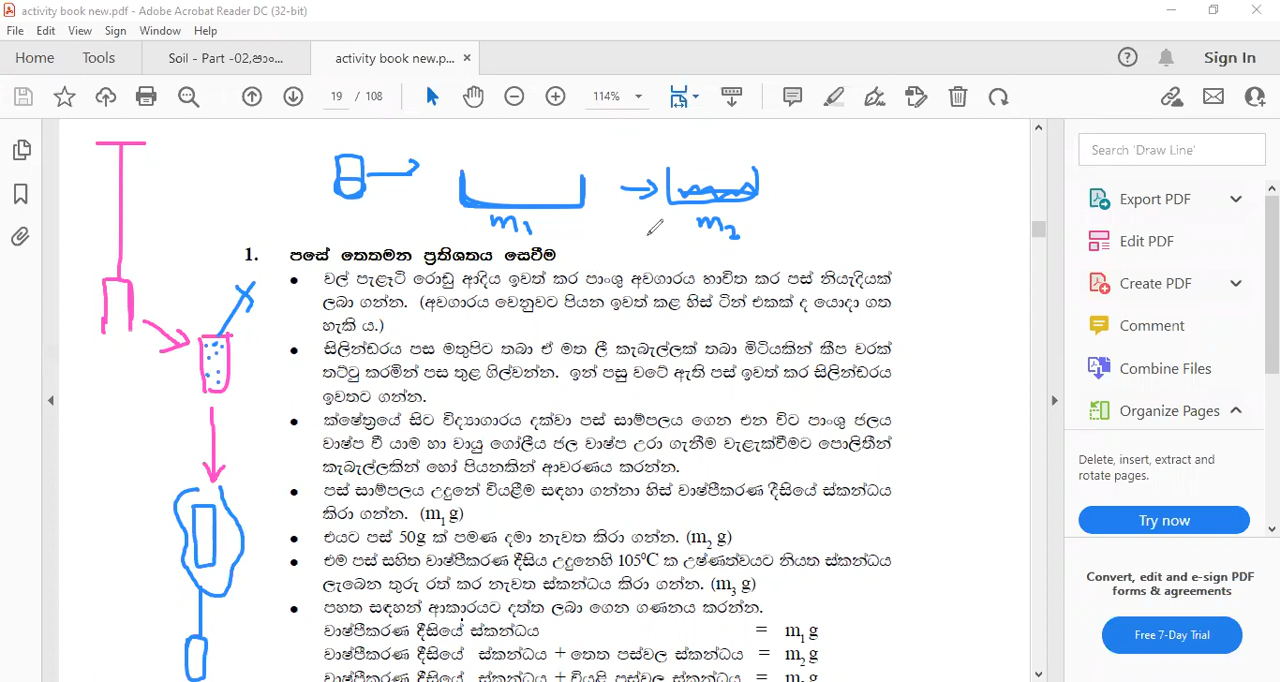 activity book new.pdf - Adobe Acrobat Reader DC (32-bit)
File Edit View Sign Window Help
Home Tools Soil - Part -02,පාං... activity book new.p... × Sign In
19 / 108 114%
m1 m2
Search 'Draw Line'
Export PDF
Edit PDF
Create PDF
Comment
Combine Files
Organize Pages
Delete, insert, extract and
rotate pages.
Try now
Convert, edit and e-sign PDF
forms & agreements
Free 7-Day Trial
1. පසේ තෙතමන ප්‍රතිශතය සෙවීම
• වල් පැළෑටි රොඩු ආදිය ඉවත් කර පාංශු අවගාරය භාවිත කර පස් නියැදියක්
ලබා ගන්න. (අවගාරය වෙනුවට පියන ඉවත් කළ හිස් ටින් එකක් ද යොදා ගත
හැකි ය.)
• සිලින්ඩරය පස මතුපිට තබා ඒ මත ලී කැබැල්ලක් තබා මිටියකින් කීප වරක්
තට්ටු කරමින් පස තුළ ගිල්වන්න. ඉන් පසු වටේ ඇති පස් ඉවත් කර සිලින්ඩරය
ඉවතට ගන්න.
• ක්ෂේත්‍රයේ සිට විද්‍යාගාරය දක්වා පස් සාම්පලය ගෙන එන විට පාංශු ජලය
වාෂ්ප වී යාම හා වායු ගෝලීය ජල වාෂ්ප උරා ගැනීම වැළැක්වීමට පොලිතීන්
කැබැල්ලකින් හෝ පියනකින් ආවරණය කරන්න.
• පස් සාම්පලය උදුනේ වියළීම සඳහා ගන්නා හිස් වාෂ්පීකරණ දීසියේ ස්කන්ධය
කිරා ගන්න. (m1 g)
• එයට පස් 50g ක් පමණ දමා නැවත කිරා ගන්න. (m2 g)
• එම පස් සහිත වාෂ්පීකරණ දීසිය උදුනෙහි 105⁰C ක උෂ්ණත්වයට නියත ස්කන්ධය
ලැබෙන තුරු රත් කර නැවත ස්කන්ධය කිරා ගන්න. (m3 g)
• පහත සඳහන් ආකාරයට දත්ත ලබා ගෙන ගණනය කරන්න.
වාෂ්පීකරණ දීසියේ ස්කන්ධය = m1 g
වාෂ්පීකරණ දීසියේ ස්කන්ධය + තෙත පස්වල ස්කන්ධය = m2 g
වාෂ්පීකරණ දීසියේ ස්කන්ධය + වියළි පස්වල ස්කන්ධය = m